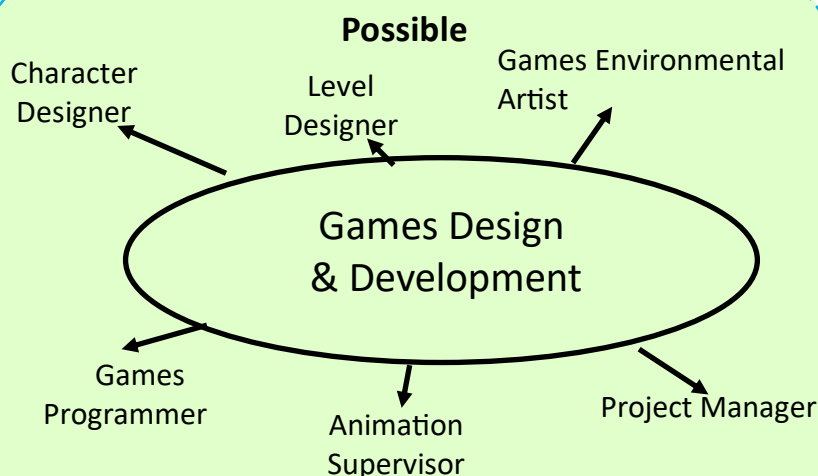 Possible
Character
Designer
Level
Designer
Games Environmental
Artist
Games Design
& Development
Games
Programmer
Animation
Supervisor
Project Manager